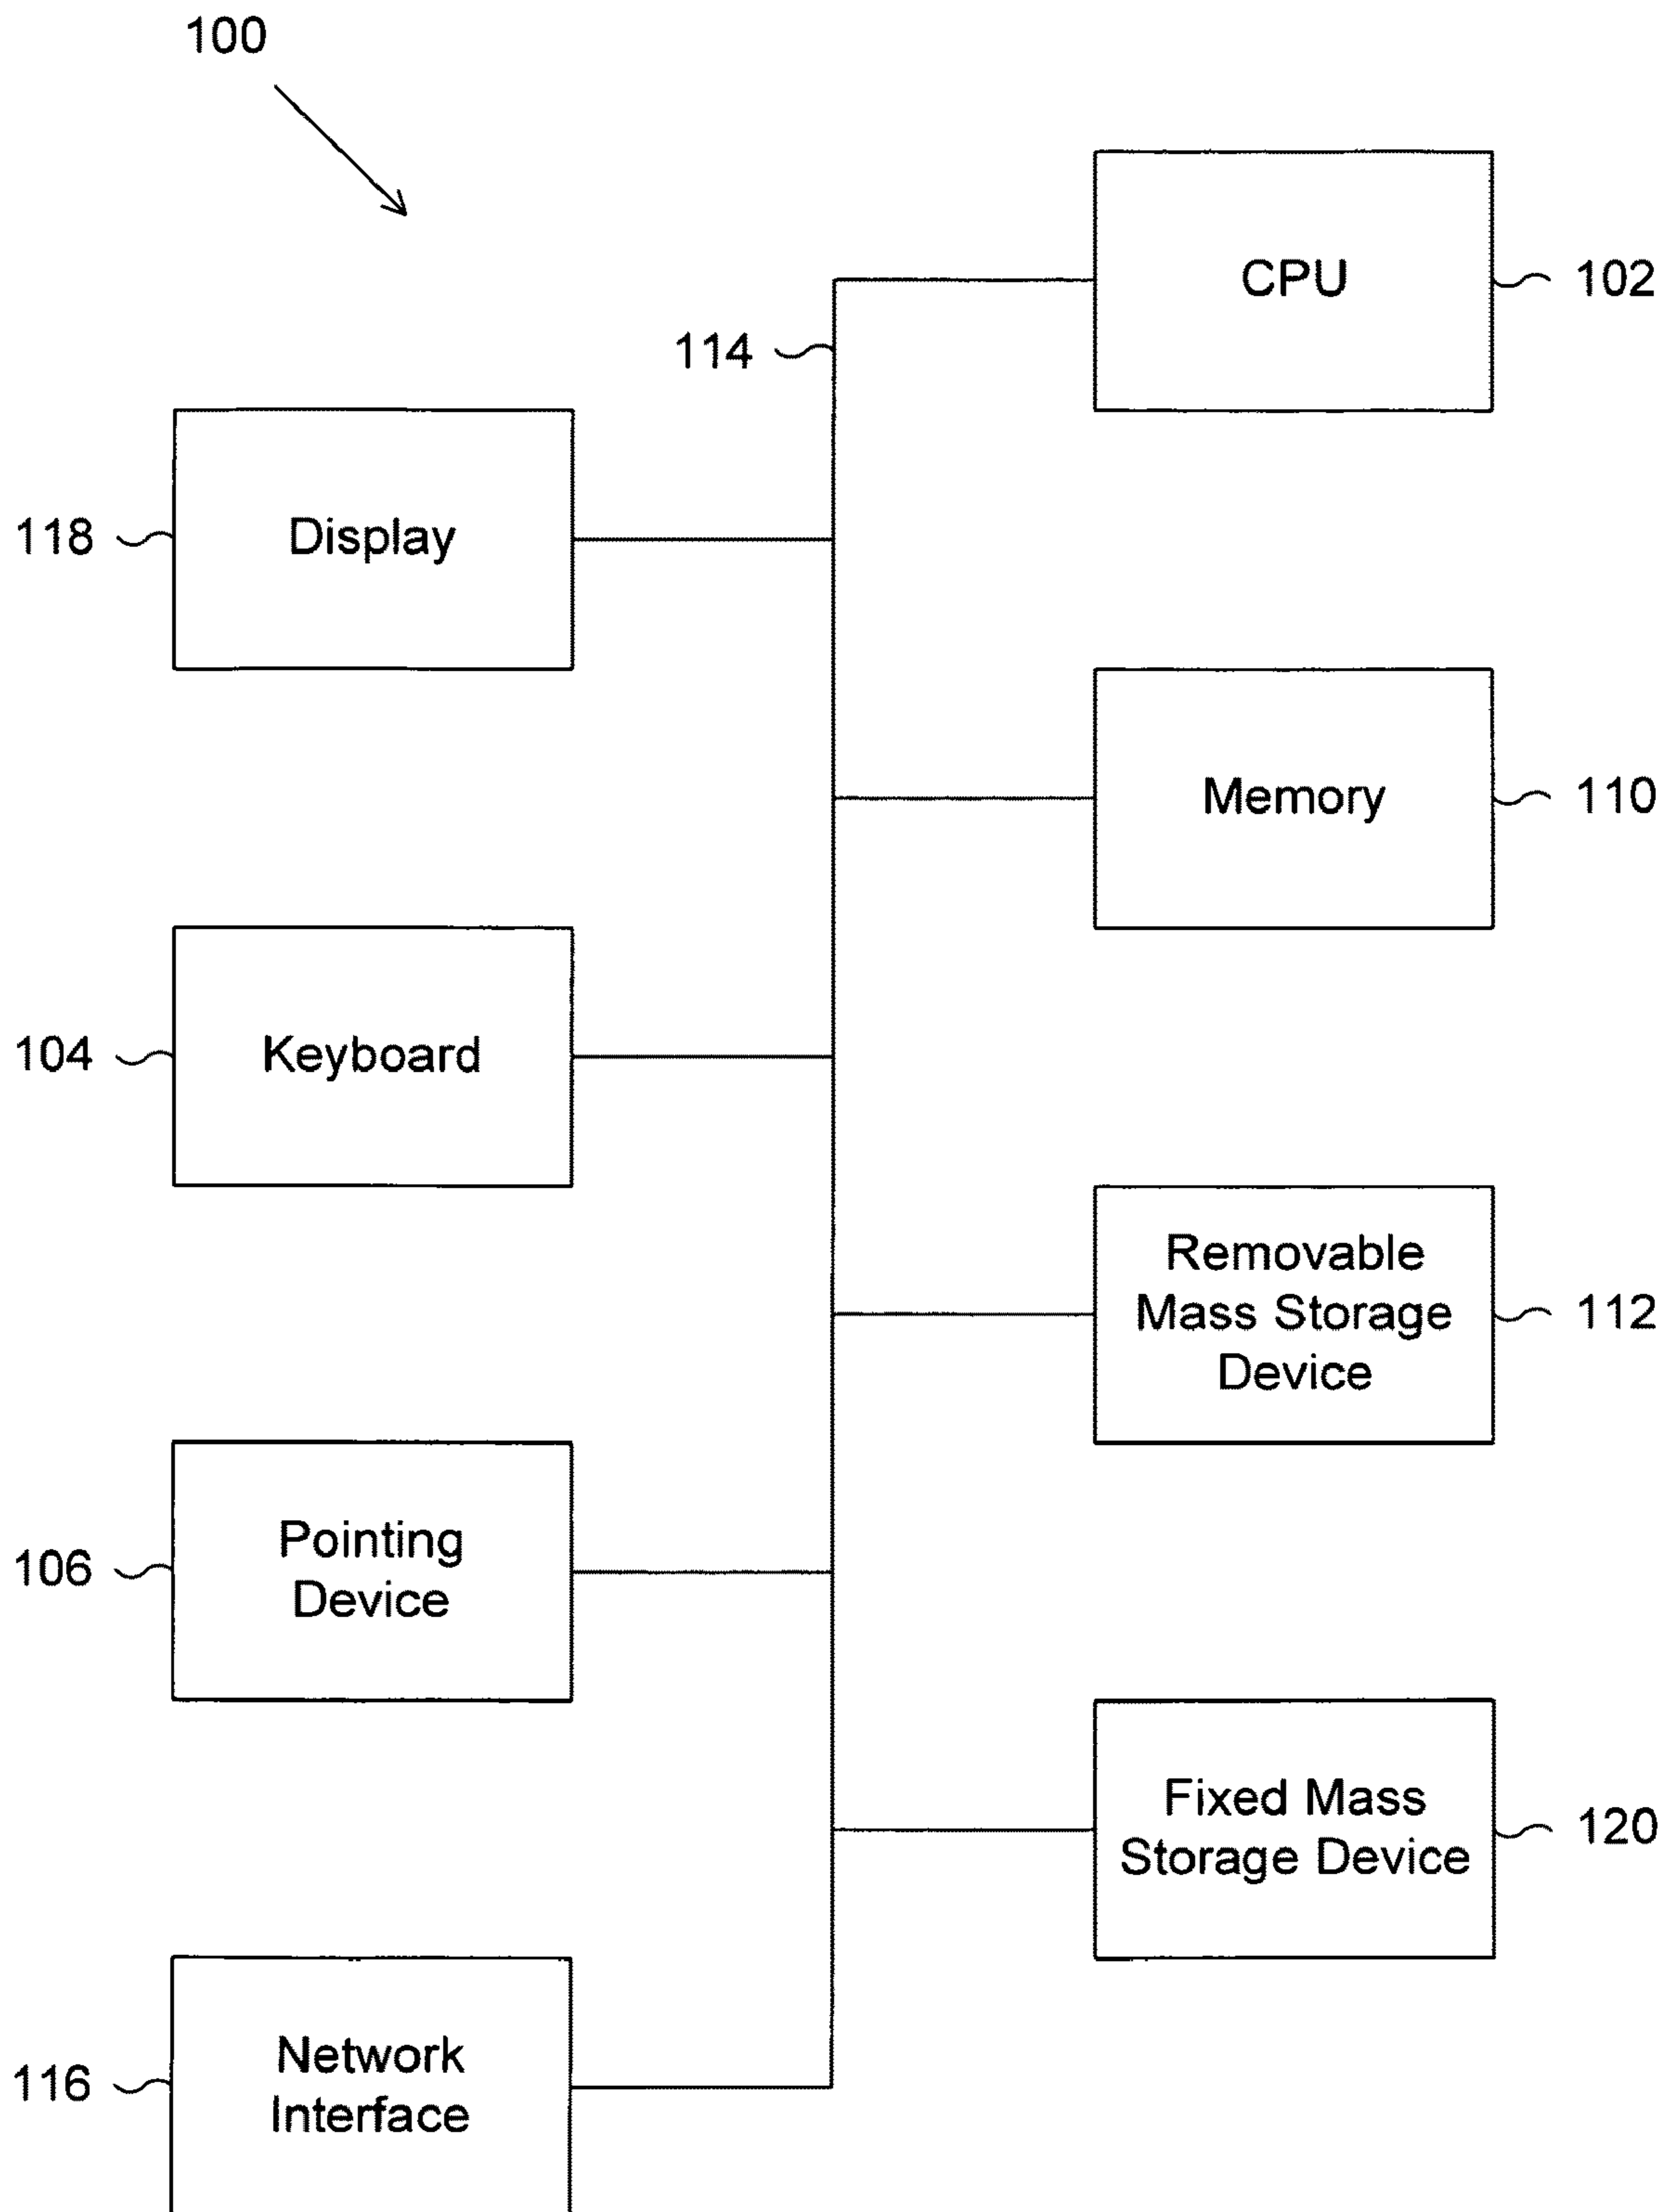 100
CPU
102
114
118
Display
Memory
110
104
Keyboard
Removable
Mass Storage
Device
112
106
Pointing
Device
Fixed Mass
Storage Device
120
116
Network
Interface